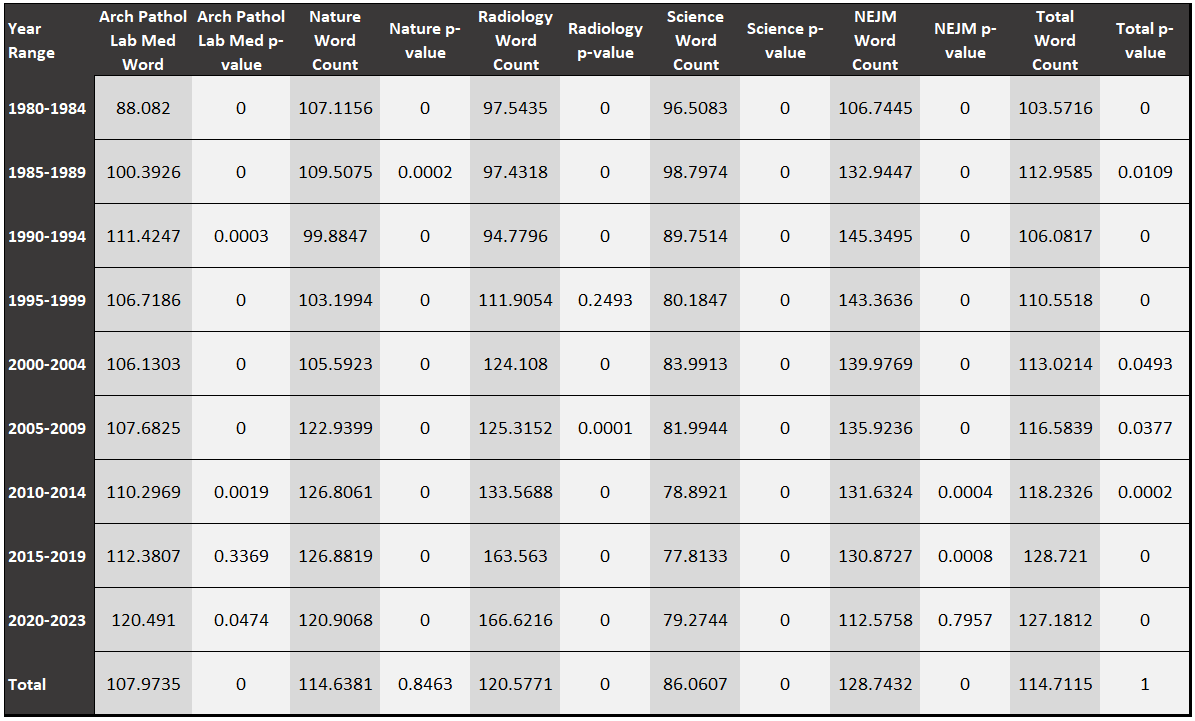 Year Range | Arch Pathol Lab Med Word | Arch Pathol Lab Med p-value | Nature Word Count | Nature p-value | Radiology Word Count | Radiology p-value | Science Word Count | Science p-value | NEJM Word Count | NEJM p-value | Total Word Count | Total p-value
1980-1984 | 88.082 | 0 | 107.1156 | 0 | 97.5435 | 0 | 96.5083 | 0 | 106.7445 | 0 | 103.5716 | 0
1985-1989 | 100.3926 | 0 | 109.5075 | 0.0002 | 97.4318 | 0 | 98.7974 | 0 | 132.9447 | 0 | 112.9585 | 0.0109
1990-1994 | 111.4247 | 0.0003 | 99.8847 | 0 | 94.7796 | 0 | 89.7514 | 0 | 145.3495 | 0 | 106.0817 | 0
1995-1999 | 106.7186 | 0 | 103.1994 | 0 | 111.9054 | 0.2493 | 80.1847 | 0 | 143.3636 | 0 | 110.5518 | 0
2000-2004 | 106.1303 | 0 | 105.5923 | 0 | 124.108 | 0 | 83.9913 | 0 | 139.9769 | 0 | 113.0214 | 0.0493
2005-2009 | 107.6825 | 0 | 122.9399 | 0 | 125.3152 | 0.0001 | 81.9944 | 0 | 135.9236 | 0 | 116.5839 | 0.0377
2010-2014 | 110.2969 | 0.0019 | 126.8061 | 0 | 133.5688 | 0 | 78.8921 | 0 | 131.6324 | 0.0004 | 118.2326 | 0.0002
2015-2019 | 112.3807 | 0.3369 | 126.8819 | 0 | 163.563 | 0 | 77.8133 | 0 | 130.8727 | 0.0008 | 128.721 | 0
2020-2023 | 120.491 | 0.0474 | 120.9068 | 0 | 166.6216 | 0 | 79.2744 | 0 | 112.5758 | 0.7957 | 127.1812 | 0
Total | 107.9735 | 0 | 114.6381 | 0.8463 | 120.5771 | 0 | 86.0607 | 0 | 128.7432 | 0 | 114.7115 | 1